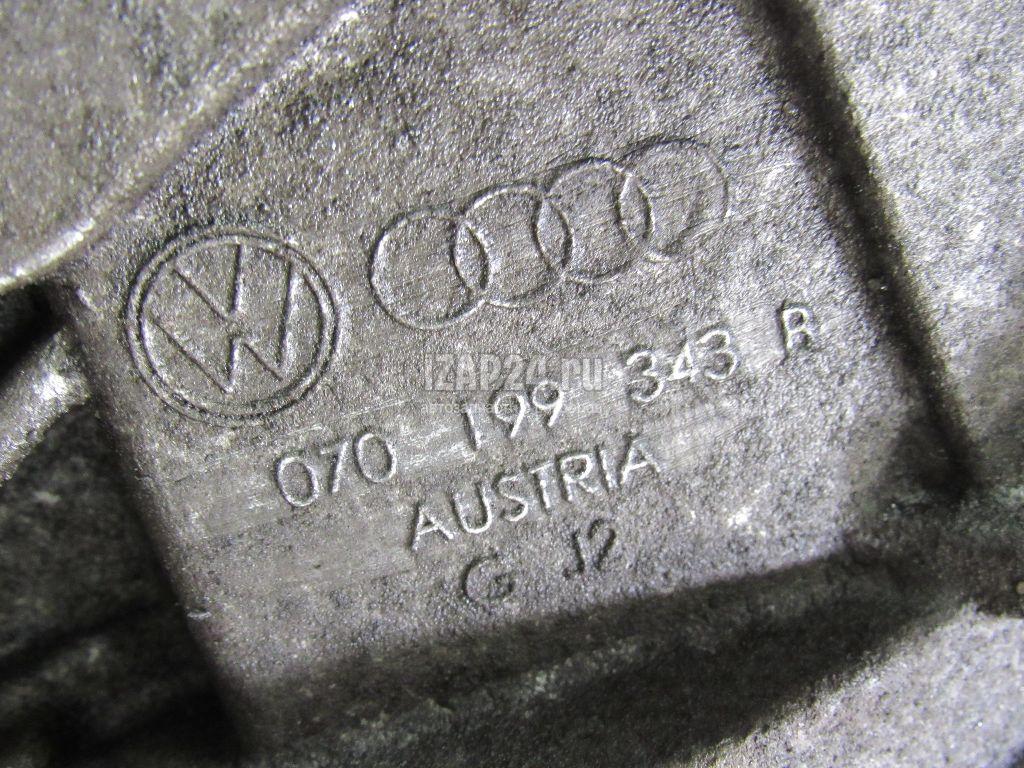 070 199 343 R
AUSTRIA
G J2
IZAP24.ru